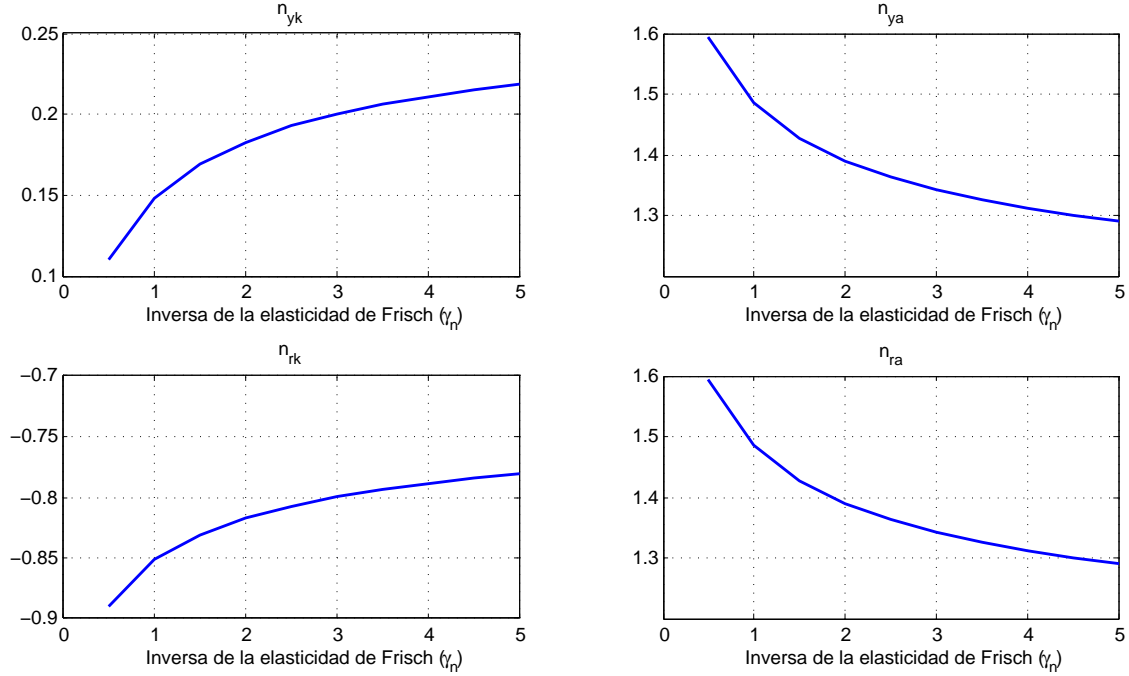 n_yk
0.25
0.2
0.15
0.1
0 1 2 3 4 5
Inversa de la elasticidad de Frisch (γ_n)
n_ya
1.6
1.5
1.4
1.3
0 1 2 3 4 5
Inversa de la elasticidad de Frisch (γ_n)
n_rk
−0.7
−0.75
−0.8
−0.85
−0.9
0 1 2 3 4 5
Inversa de la elasticidad de Frisch (γ_n)
n_ra
1.6
1.5
1.4
1.3
0 1 2 3 4 5
Inversa de la elasticidad de Frisch (γ_n)